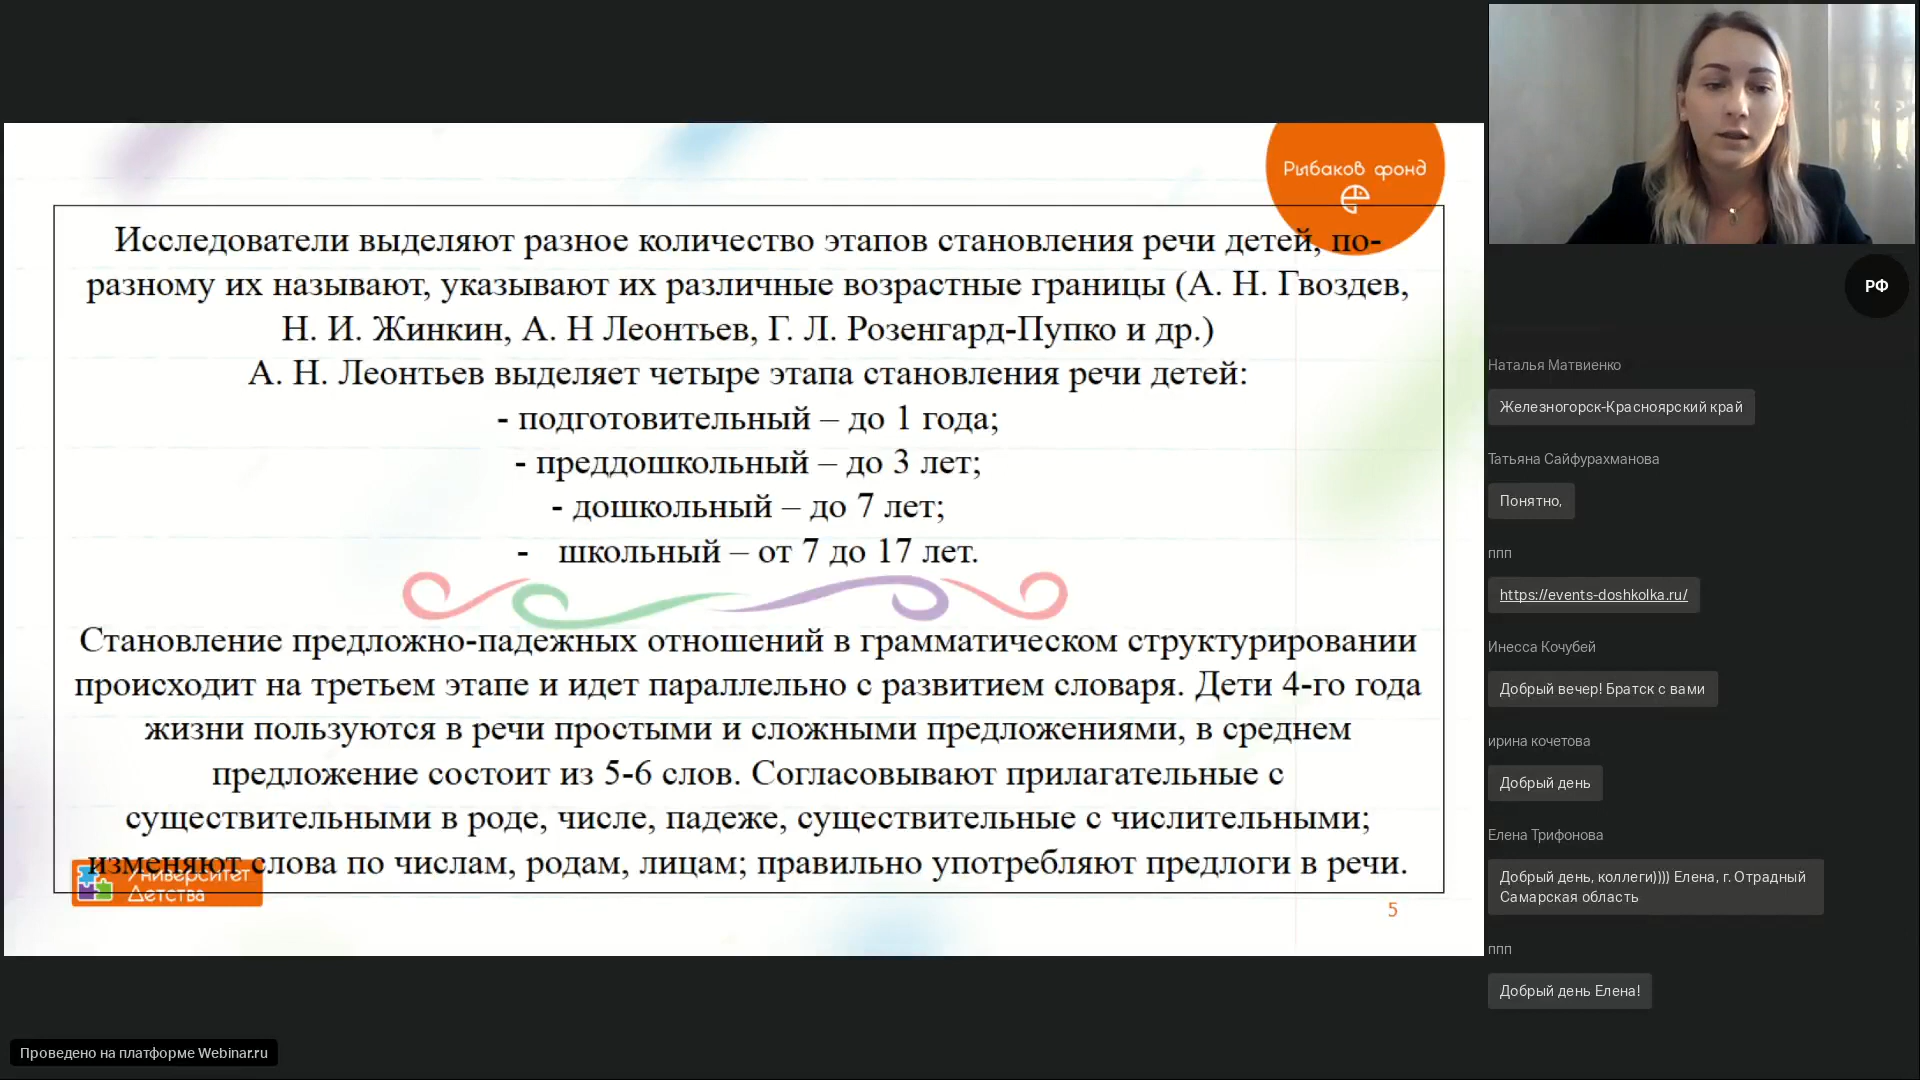 Рыбаков фонд
Исследователи выделяют разное количество этапов становления речи детей, по-
разному их называют, указывают их различные возрастные границы (А. Н. Гвоздев,
Н. И. Жинкин, А. Н Леонтьев, Г. Л. Розенгард-Пупко и др.)
А. Н. Леонтьев выделяет четыре этапа становления речи детей:
- подготовительный – до 1 года;
- преддошкольный – до 3 лет;
- дошкольный – до 7 лет;
- школьный – от 7 до 17 лет.
Становление предложно-падежных отношений в грамматическом структурировании
происходит на третьем этапе и идет параллельно с развитием словаря. Дети 4-го года
жизни пользуются в речи простыми и сложными предложениями, в среднем
предложение состоит из 5-6 слов. Согласовывают прилагательные с
существительными в роде, числе, падеже, существительные с числительными;
изменяют слова по числам, родам, лицам; правильно употребляют предлоги в речи.
Университет
Детства
5
Проведено на платформе Webinar.ru
РФ
Наталья Матвиенко
Железногорск-Красноярский край
Татьяна Сайфурахманова
Понятно,
ппп
https://events-doshkolka.ru/
Инесса Кочубей
Добрый вечер! Братск с вами
ирина кочетова
Добрый день
Елена Трифонова
Добрый день, коллеги)))) Елена, г. Отрадный
Самарская область
ппп
Добрый день Елена!